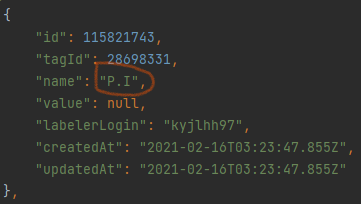 {
"id": 115821743,
"tagId": 28698331,
"name": "P.I",
"value": null,
"labelerLogin": "kyjlhh97",
"createdAt": "2021-02-16T03:23:47.855Z",
"updatedAt": "2021-02-16T03:23:47.855Z"
},